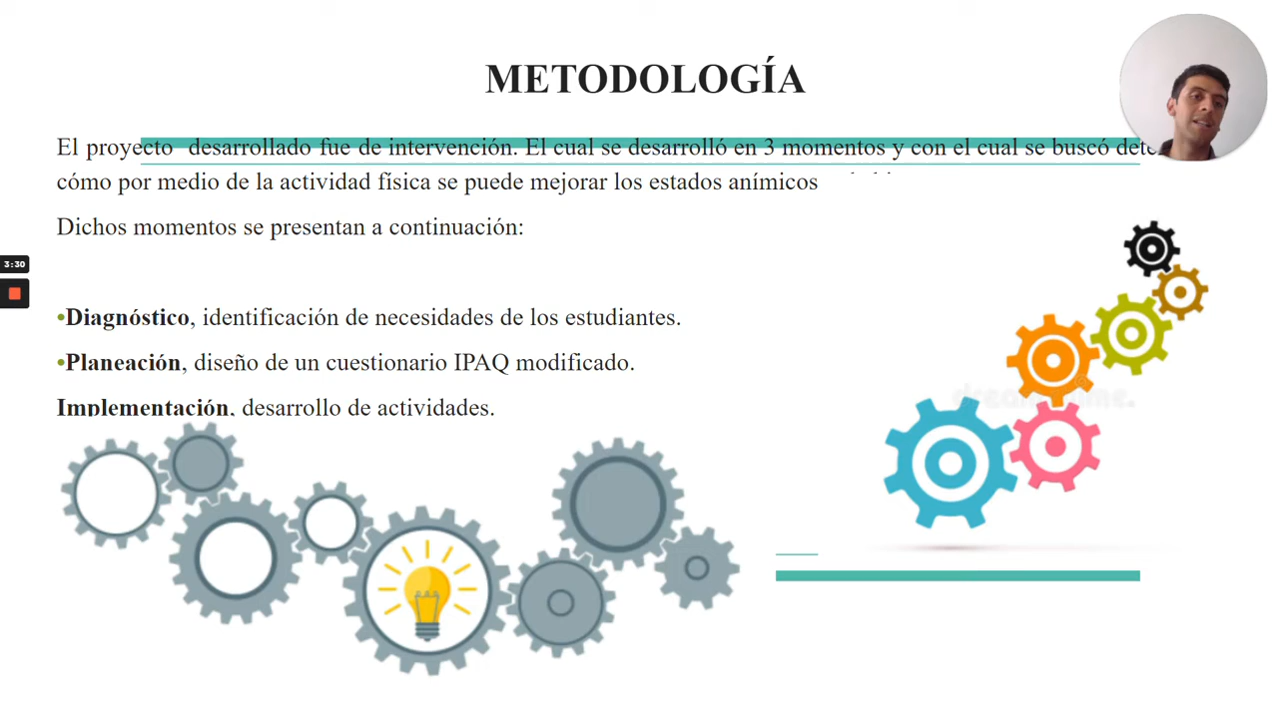 METODOLOGÍA
El proyecto desarrollado fue de intervención. El cual se desarrolló en 3 momentos y con el cual se buscó
cómo por medio de la actividad física se puede mejorar los estados anímicos
Dichos momentos se presentan a continuación:
3:30
•Diagnóstico, identificación de necesidades de los estudiantes.
•Planeación, diseño de un cuestionario IPAQ modificado.
Implementación, desarrollo de actividades.